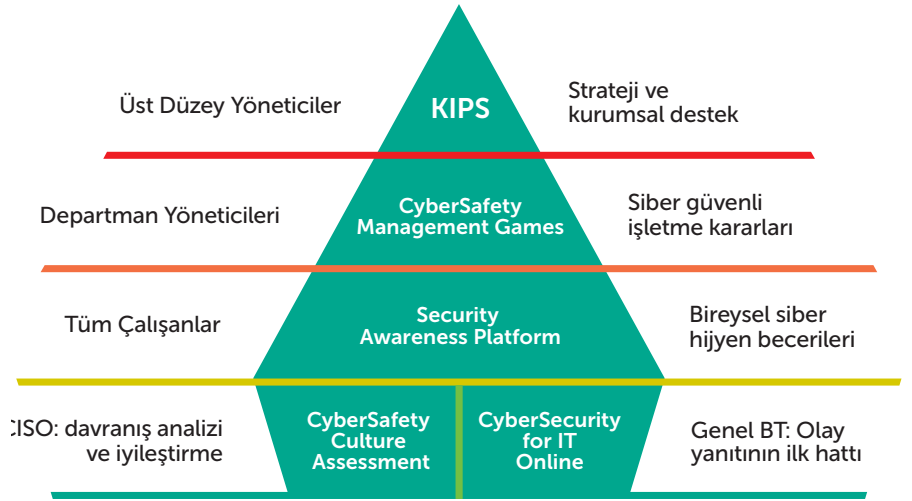 Üst Düzey Yöneticiler
KIPS
Strateji ve
kurumsal destek
Departman Yöneticileri
CyberSafety
Management Games
Siber güvenli
işletme kararları
Tüm Çalışanlar
Security
Awareness Platform
Bireysel siber
hijyen becerileri
CISO: davranış analizi
ve iyileştirme
CyberSafety
Culture
Assessment
CyberSecurity
for IT
Online
Genel BT: Olay
yanıtının ilk hattı